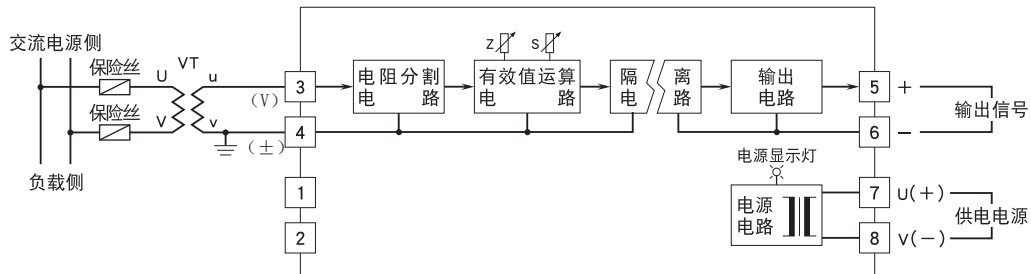 交流电源侧
保险丝
U
VT
u
(V)
3
电阻分割
电 路
Z
S
有效值运算
电 路
隔 离
电 路
输出
电路
5
+
保险丝
V
v
(±)
4
6
−
输出信号
负载侧
1
2
电源显示灯
电源
电路
7
U(+)
8
V(−)
供电电源